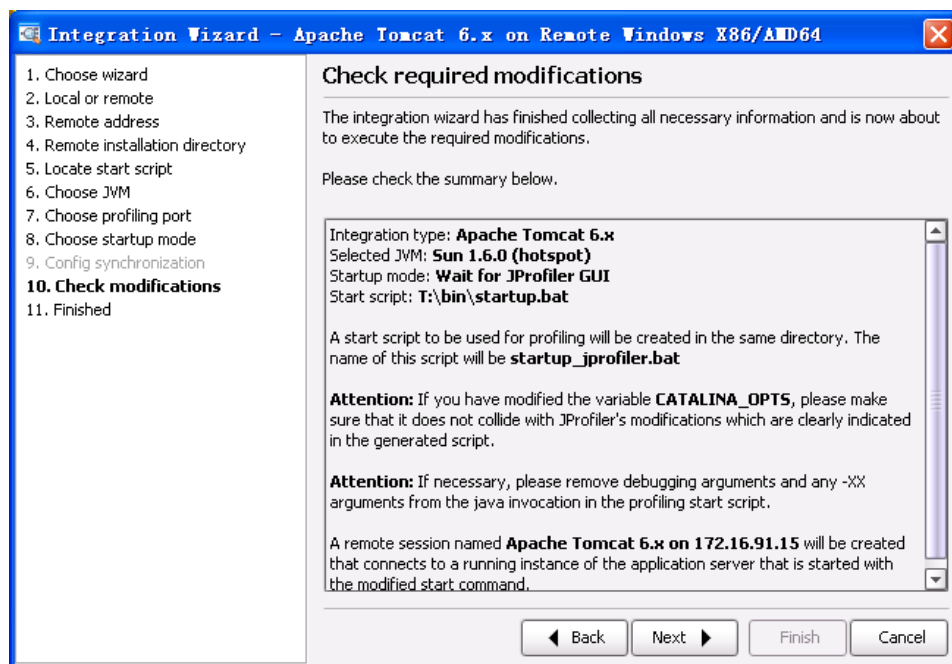 Integration Wizard - Apache Tomcat 6.x on Remote Windows X86/AMD64
1. Choose wizard
2. Local or remote
3. Remote address
4. Remote installation directory
5. Locate start script
6. Choose JVM
7. Choose profiling port
8. Choose startup mode
9. Config synchronization
10. Check modifications
11. Finished
Check required modifications
The integration wizard has finished collecting all necessary information and is now about
to execute the required modifications.
Please check the summary below.
Integration type: Apache Tomcat 6.x
Selected JVM: Sun 1.6.0 (hotspot)
Startup mode: Wait for JProfiler GUI
Start script: T:\bin\startup.bat
A start script to be used for profiling will be created in the same directory. The
name of this script will be startup_jprofiler.bat
Attention: If you have modified the variable CATALINA_OPTS, please make
sure that it does not collide with JProfiler's modifications which are clearly indicated
in the generated script.
Attention: If necessary, please remove debugging arguments and any -XX
arguments from the java invocation in the profiling start script.
A remote session named Apache Tomcat 6.x on 172.16.91.15 will be created
that connects to a running instance of the application server that is started with
the modified start command.
Back
Next
Finish
Cancel